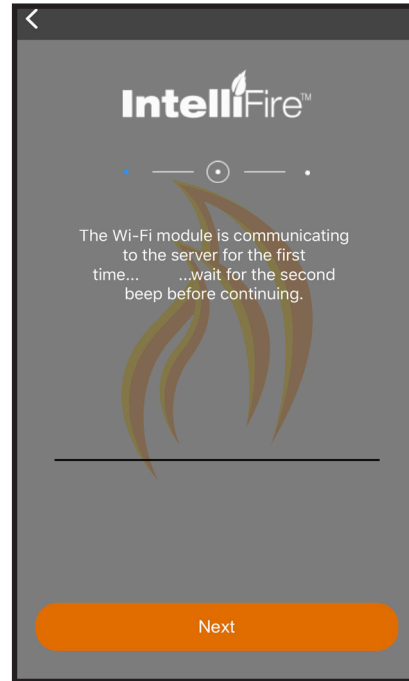 IntelliFire™
The Wi-Fi module is communicating
to the server for the first
time... ...wait for the second
beep before continuing.
Next